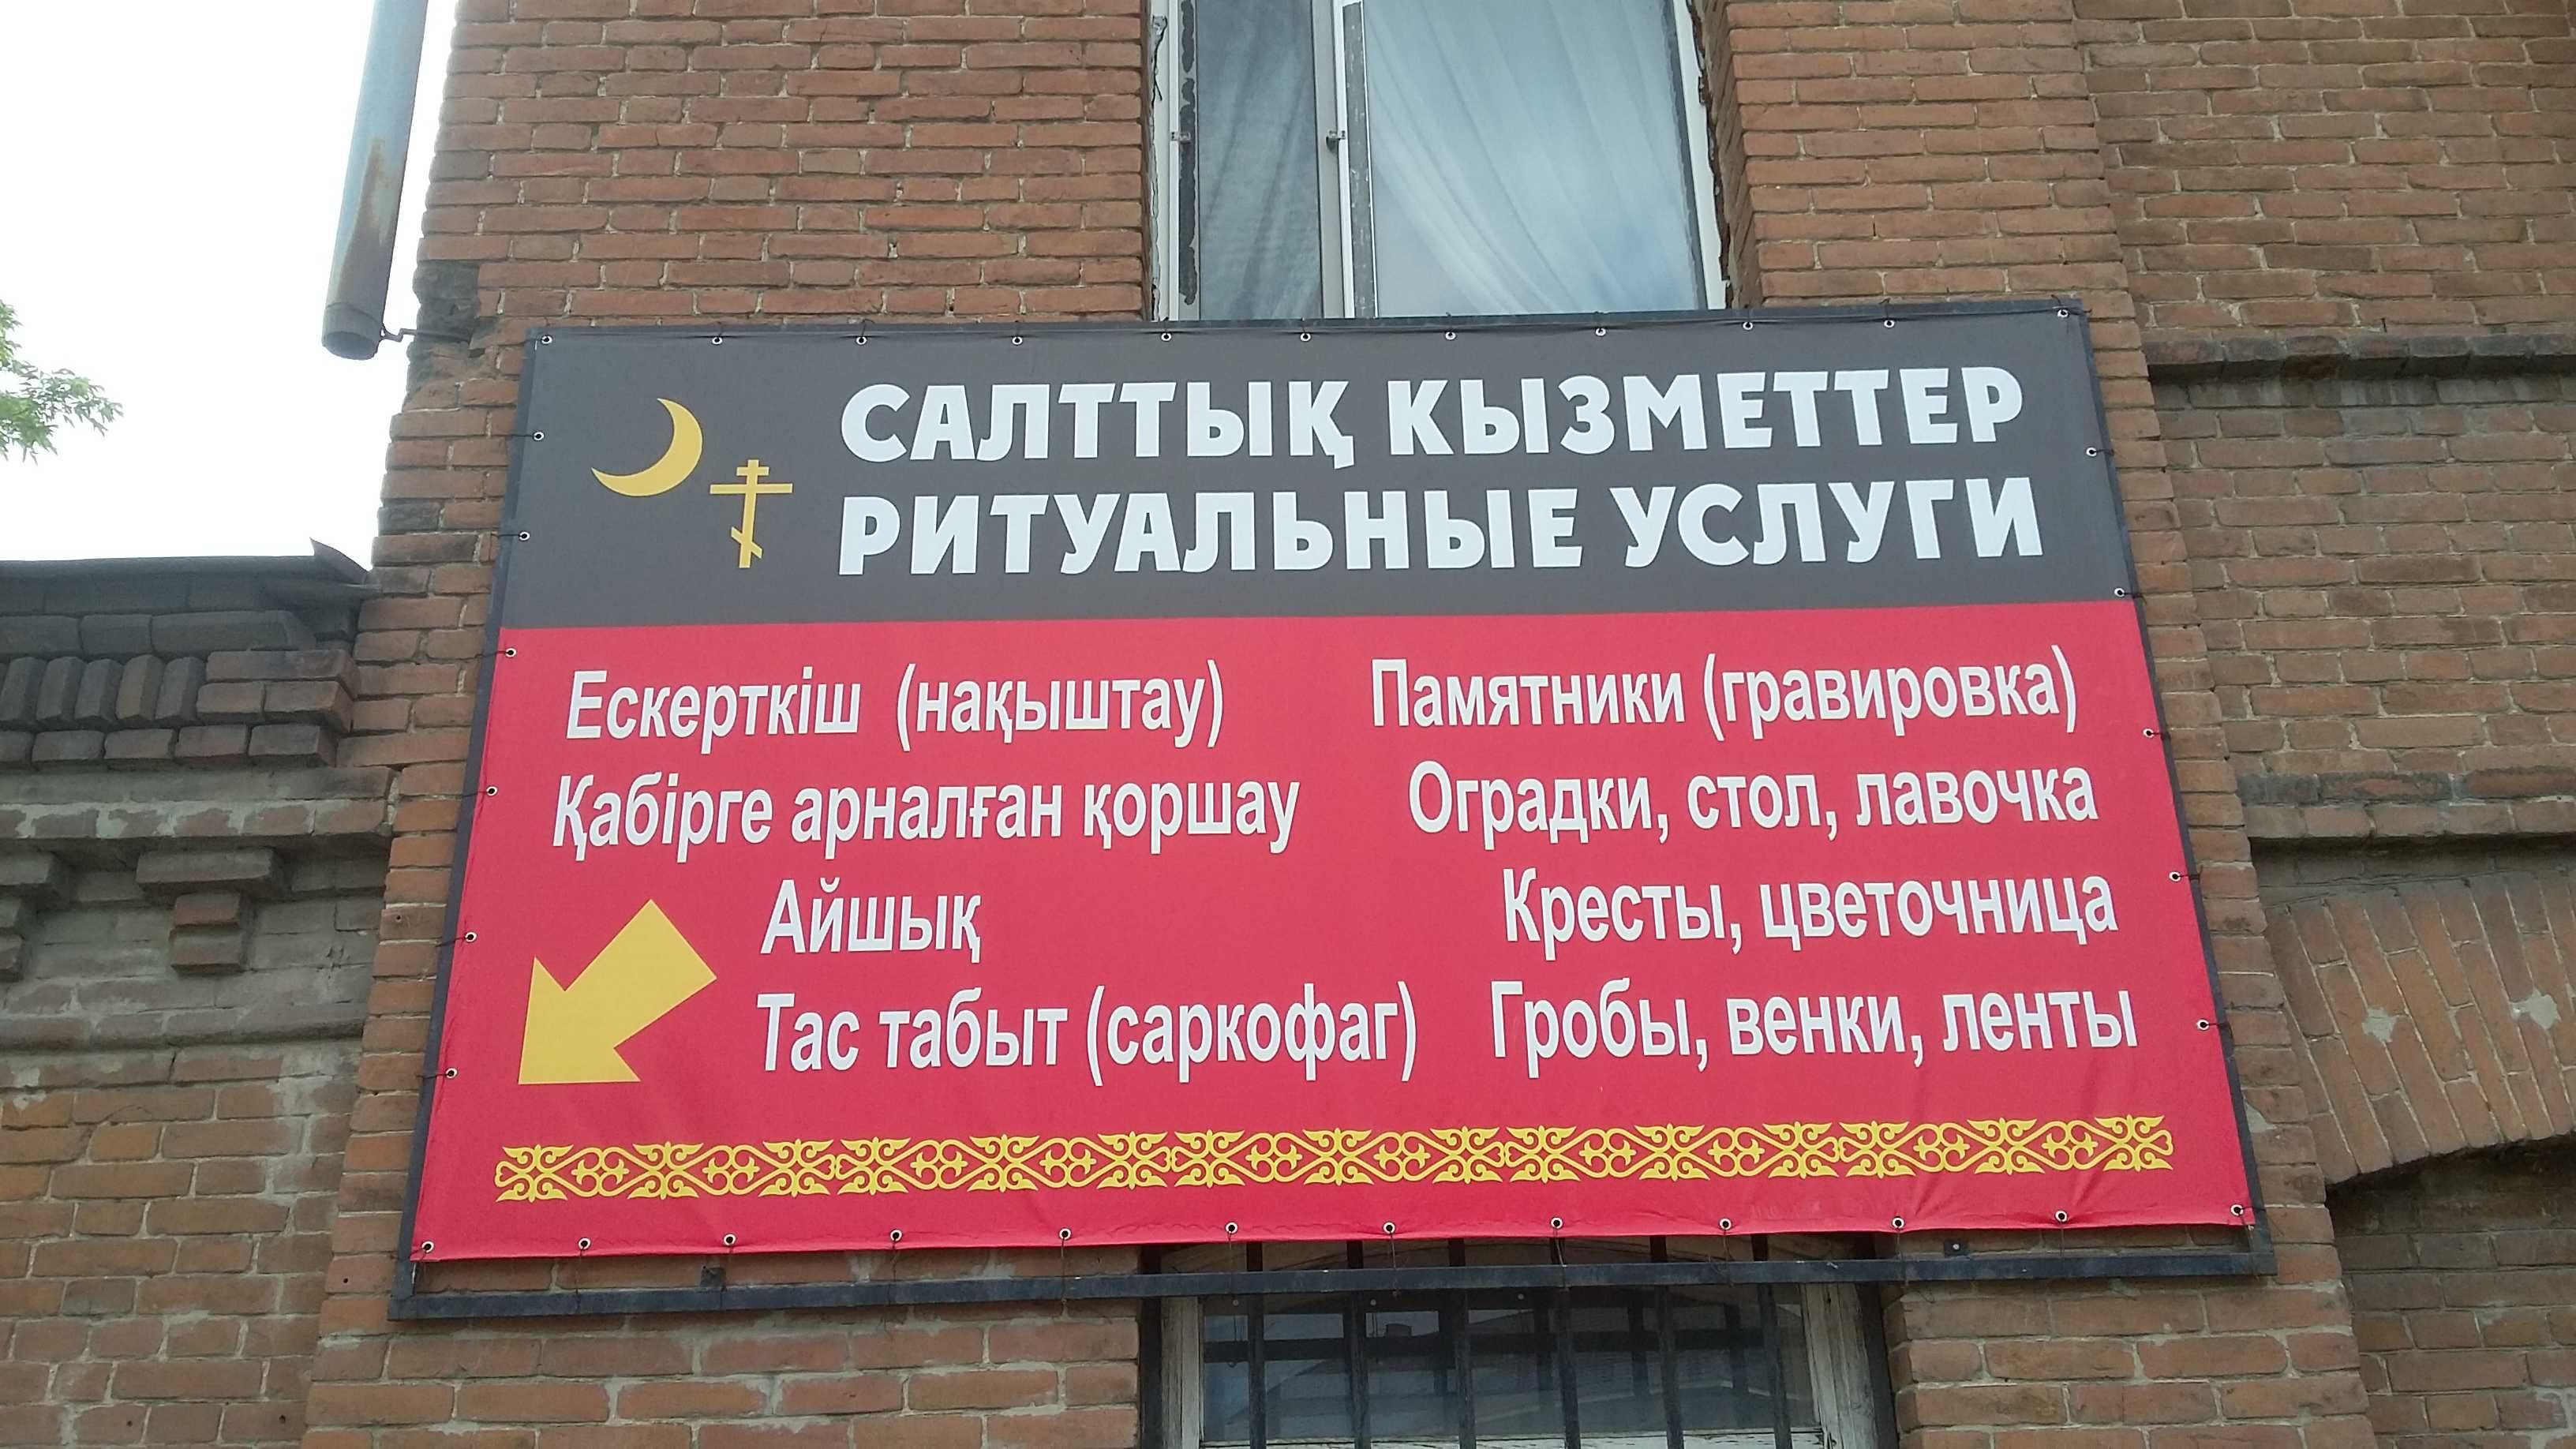 САЛТТЫҚ КЫЗМЕТТЕР
РИТУАЛЬНЫЕ УСЛУГИ
Ескерткіш (нақыштау)
Қабірге арналған қоршау
Айшық
Тас табыт (саркофаг)
Памятники (гравировка)
Оградки, стол, лавочка
Кресты, цветочница
Гробы, венки, ленты